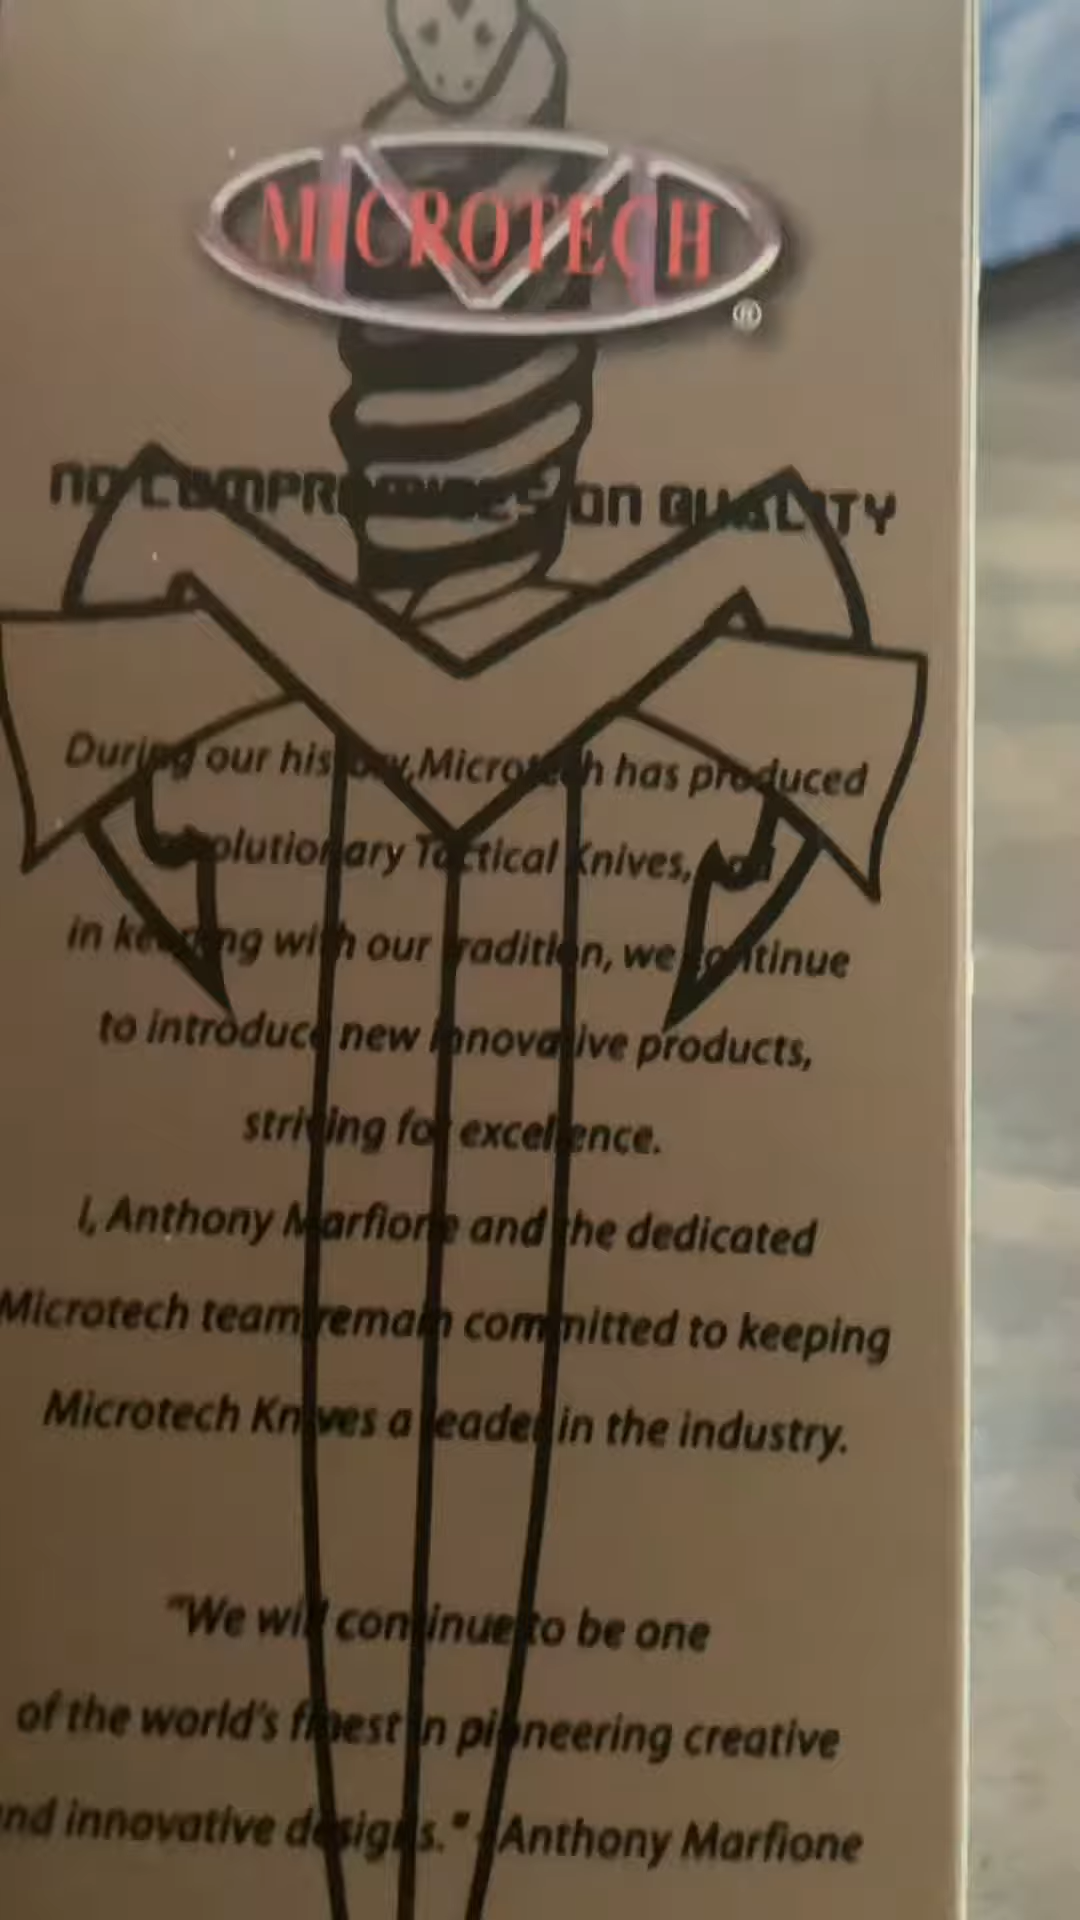 MICROTECH
®
NO COMPROMISES ON QUALITY
During our history, Microtech has produced
revolutionary Tactical Knives, and
in keeping with our tradition, we continue
to introduce new innovative products,
striving for excellence.
I, Anthony Marfione and the dedicated
Microtech team remain committed to keeping
Microtech Knives a leader in the industry.
"We will continue to be one
of the world's finest in pioneering creative
and innovative designs." -Anthony Marfione